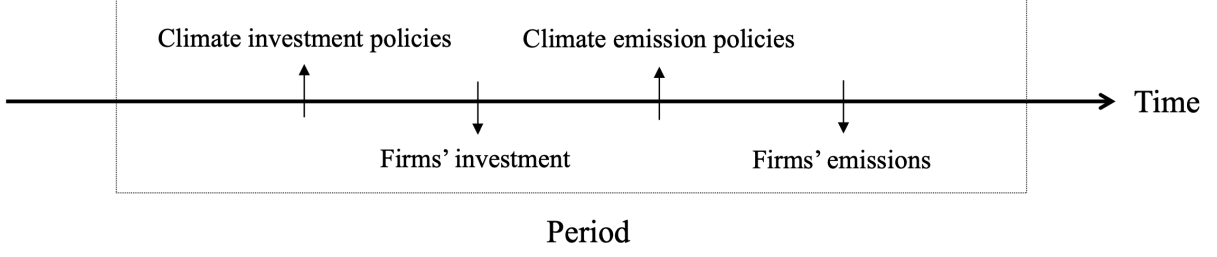 Climate investment policies
Climate emission policies
Time
Firms’ investment
Firms’ emissions
Period